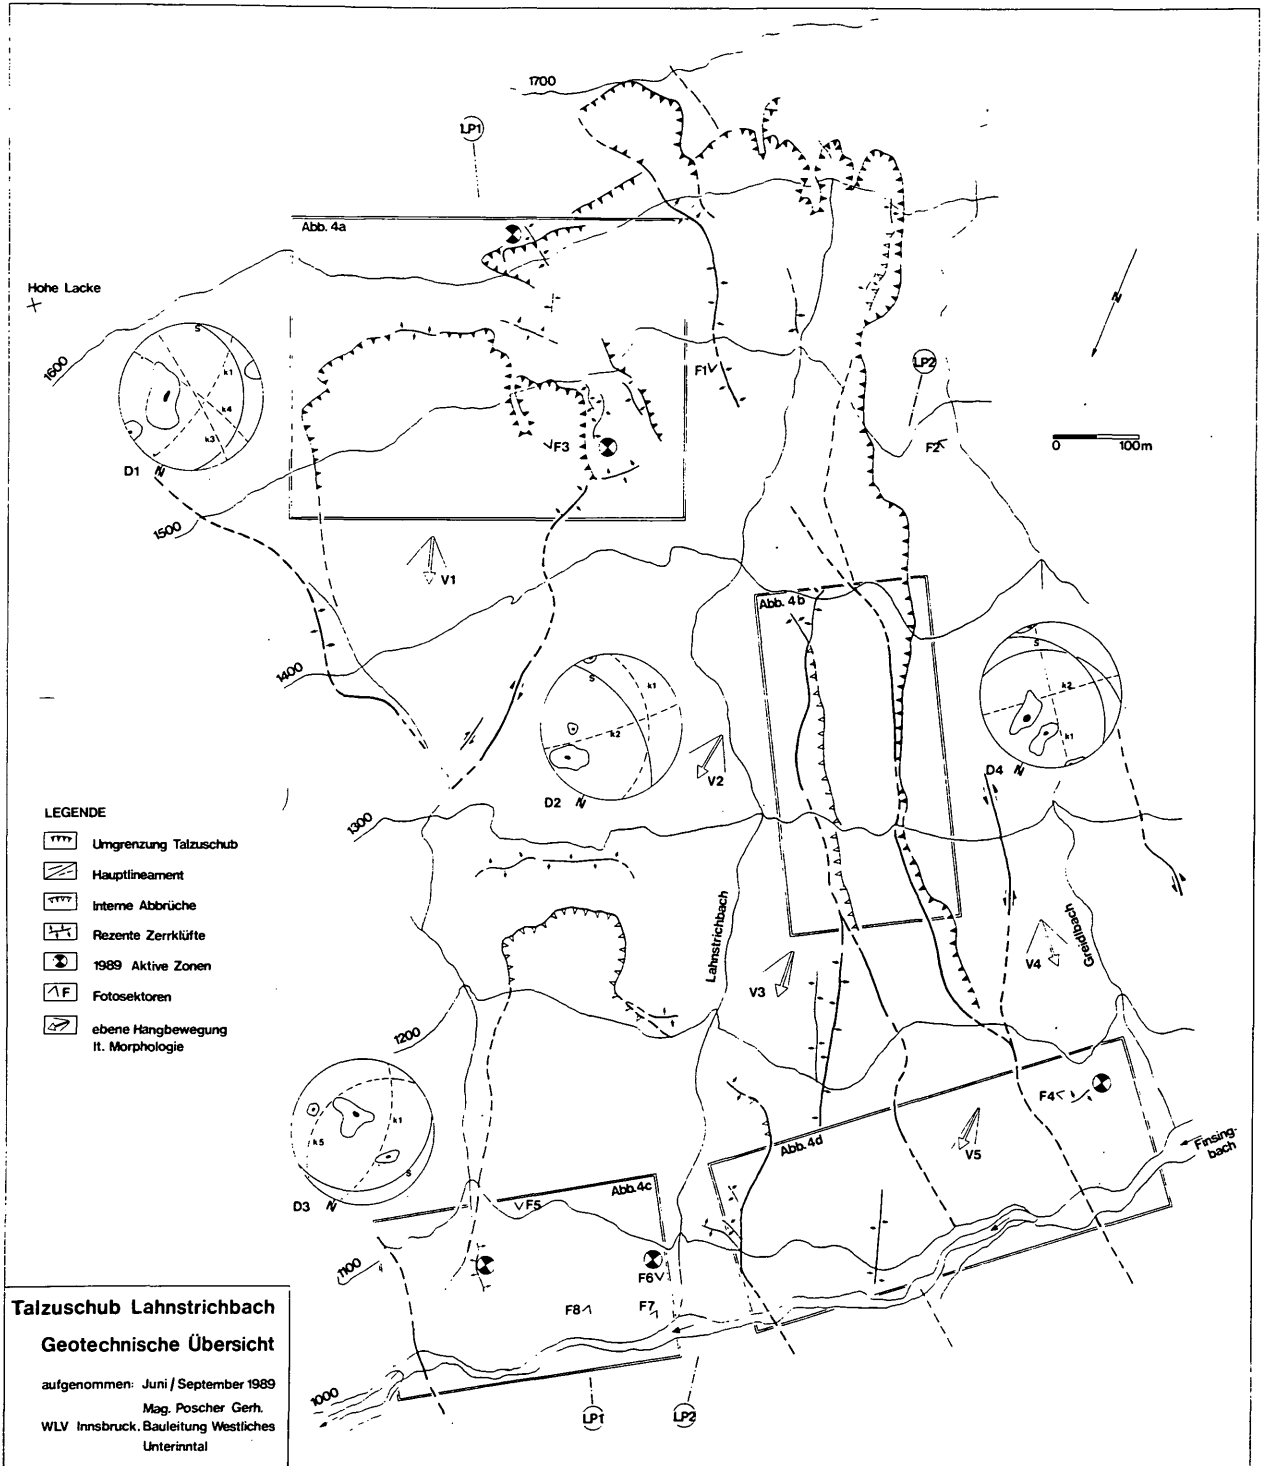 1700
LP1
Abb. 4a
Hohe Lacke
N
1600
S
k1
k4
k3
D1 N
F1
LP2
F3
F2
100m
1500
V1
Abb. 4b
1400
S
k1
k2
D2 N
V2
S
k2
k1
D4 N
1300
LEGENDE
Umgrenzung Talzuschub
Hauptlineament
Interne Abbrüche
Rezente Zerrklüfte
1989 Aktive Zonen
F Fotosektoren
ebene Hangbewegung
lt. Morphologie
Lahnstrichbach
Greidlbach
V3
V4
1200
k1
k5
S
D3 N
F4
V5
Abb. 4d
Finsing-
bach
Abb. 4c
F5
1100
F6
F8
F7
1000
LP1
LP2
Talzuschub Lahnstrichbach
Geotechnische Übersicht
aufgenommen: Juni / September 1989
Mag. Poscher Gerh.
WLV Innsbruck. Bauleitung Westliches
Unterinntal